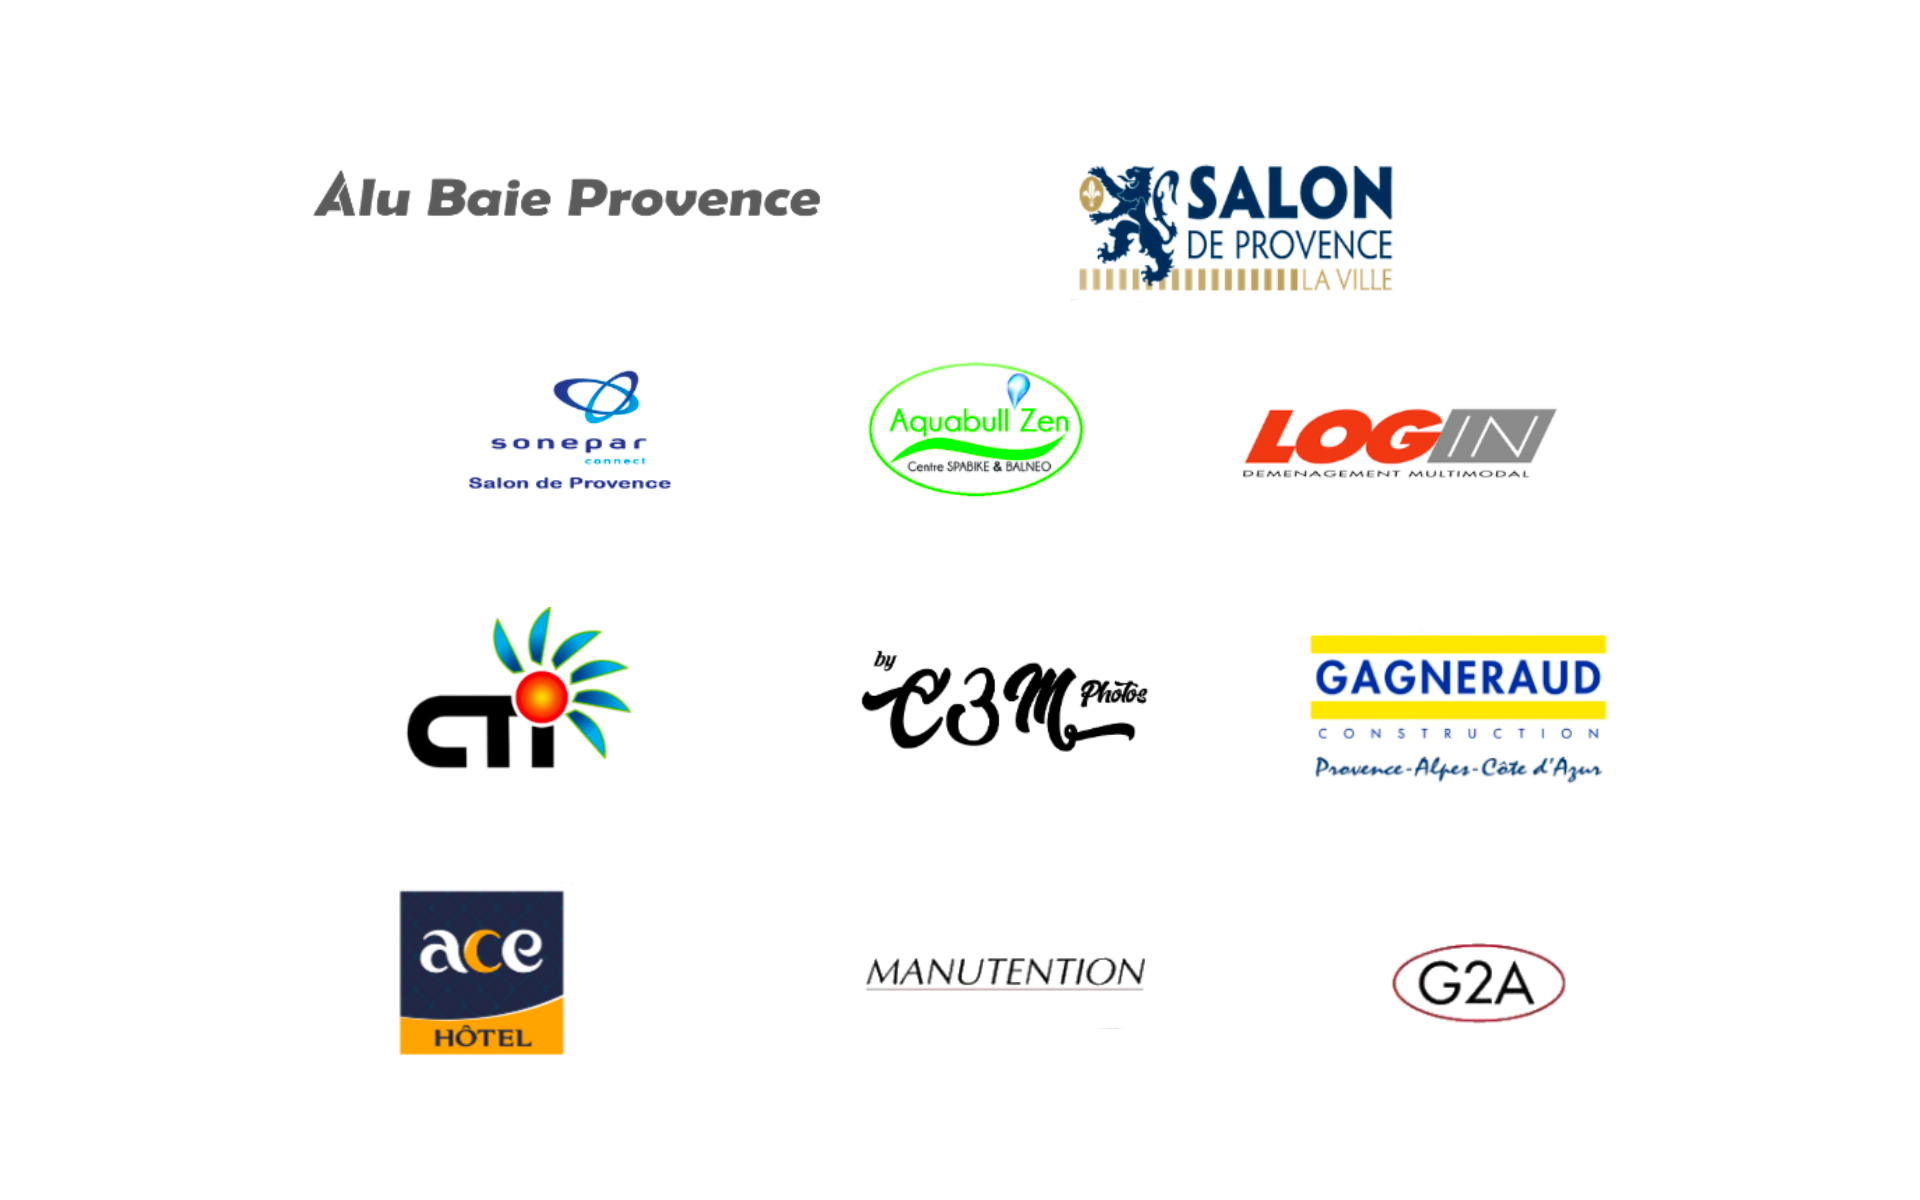 Alu Baie Provence
SALON
DE PROVENCE
LA VILLE
sonepar
connect
Salon de Provence
Aquabull Zen
Centre SPABIKE & BALNEO
LOGIN
DEMENAGEMENT MULTIMODAL
CTi
by
C3M Photos
GAGNERAUD
CONSTRUCTION
Provence-Alpes-Côte d'Azur
ace
HÔTEL
MANUTENTION
G2A